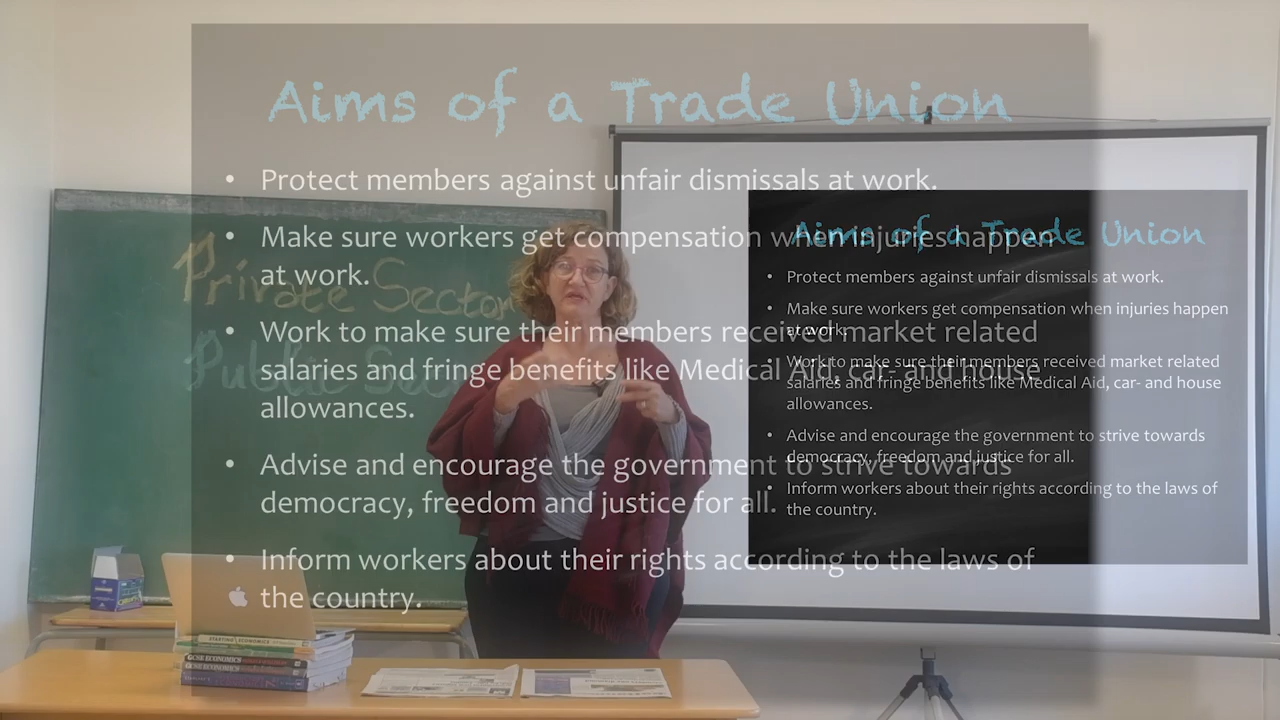 Aims of a Trade Union
• Protect members against unfair dismissals at work.
• Make sure workers get compensation when injuries happen
at work.
• Work to make sure their members received market related
salaries and fringe benefits like Medical Aid, car- and house
allowances.
• Advise and encourage the government to strive towards
democracy, freedom and justice for all.
• Inform workers about their rights according to the laws of
the country.
Private Sector
Public Sec
Aims of a Trade Union
• Protect members against unfair dismissals at work.
• Make sure workers get compensation when injuries happen
at work.
• Work to make sure their members received market related
salaries and fringe benefits like Medical Aid, car- and house
allowances.
• Advise and encourage the government to strive towards
democracy, freedom and justice for all.
• Inform workers about their rights according to the laws of
the country.
STARTING ECONOMICS
GCSE ECONOMICS
GCSE ECONOMICS